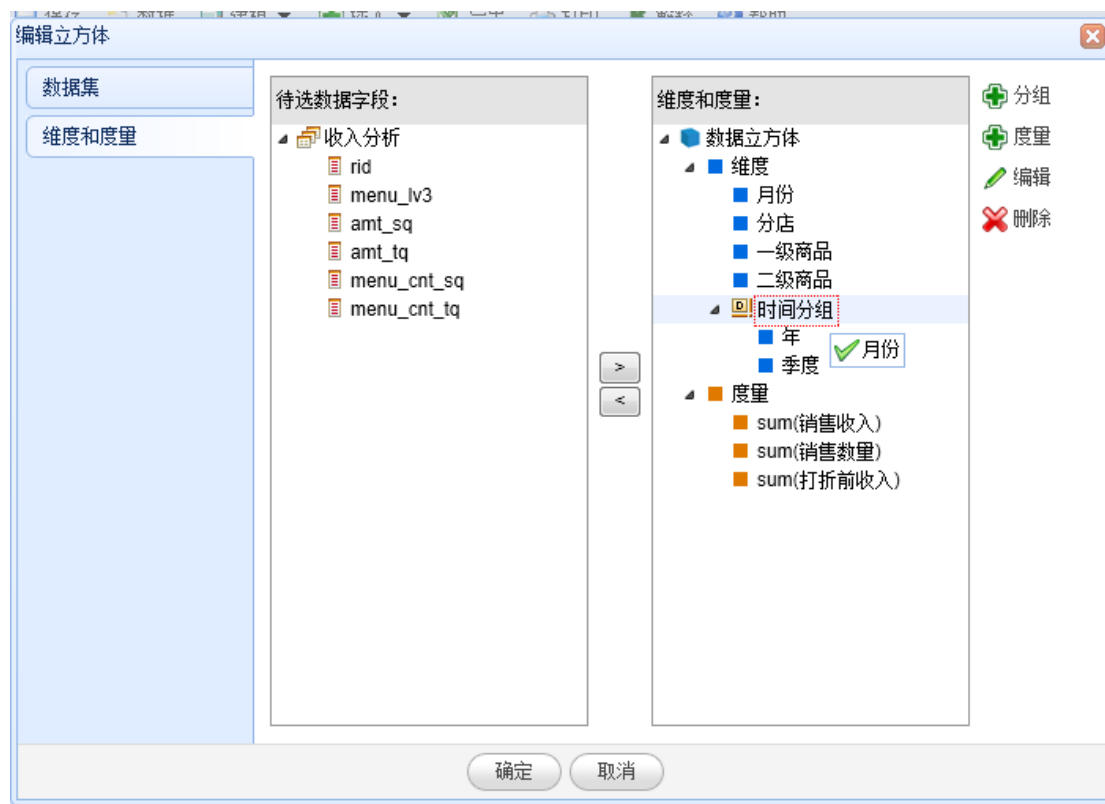 编辑立方体
数据集
维度和度量
待选数据字段:
收入分析
rid
menu_lv3
amt_sq
amt_tq
menu_cnt_sq
menu_cnt_tq
>
<
维度和度量:
数据立方体
维度
月份
分店
一级商品
二级商品
时间分组
年
季度
月份
度量
sum(销售收入)
sum(销售数量)
sum(打折前收入)
分组
度量
编辑
删除
确定
取消